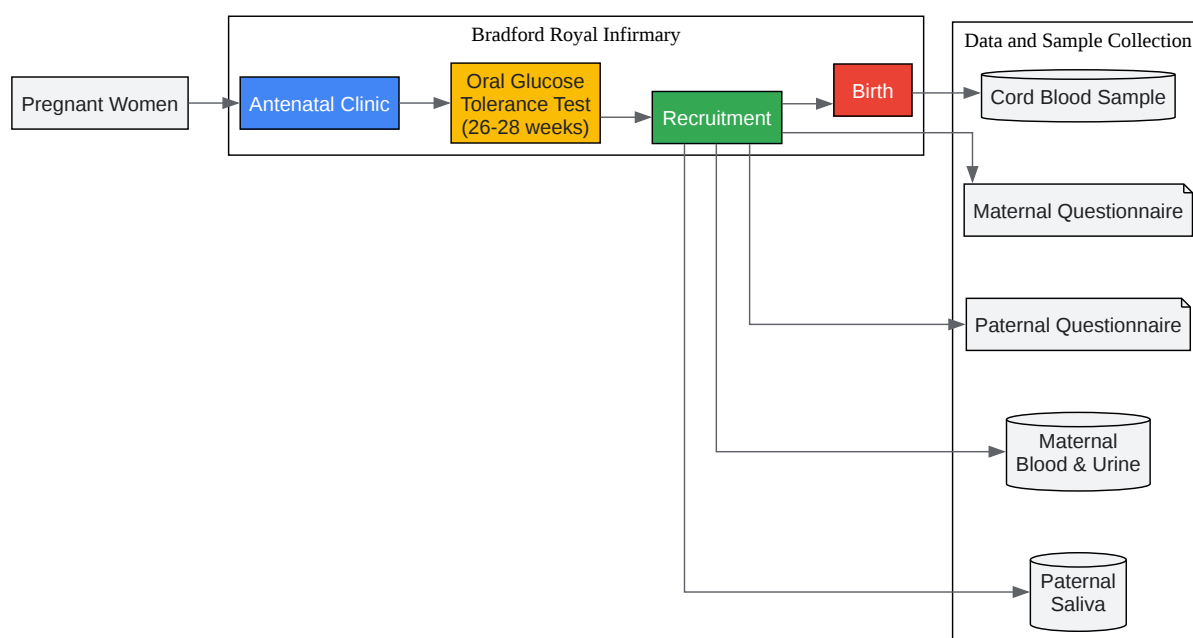 Bradford Royal Infirmary
Data and Sample Collection
Pregnant Women
Antenatal Clinic
Oral Glucose
Tolerance Test
(26-28 weeks)
Recruitment
Birth
Cord Blood Sample
Maternal Questionnaire
Paternal Questionnaire
Maternal
Blood & Urine
Paternal
Saliva